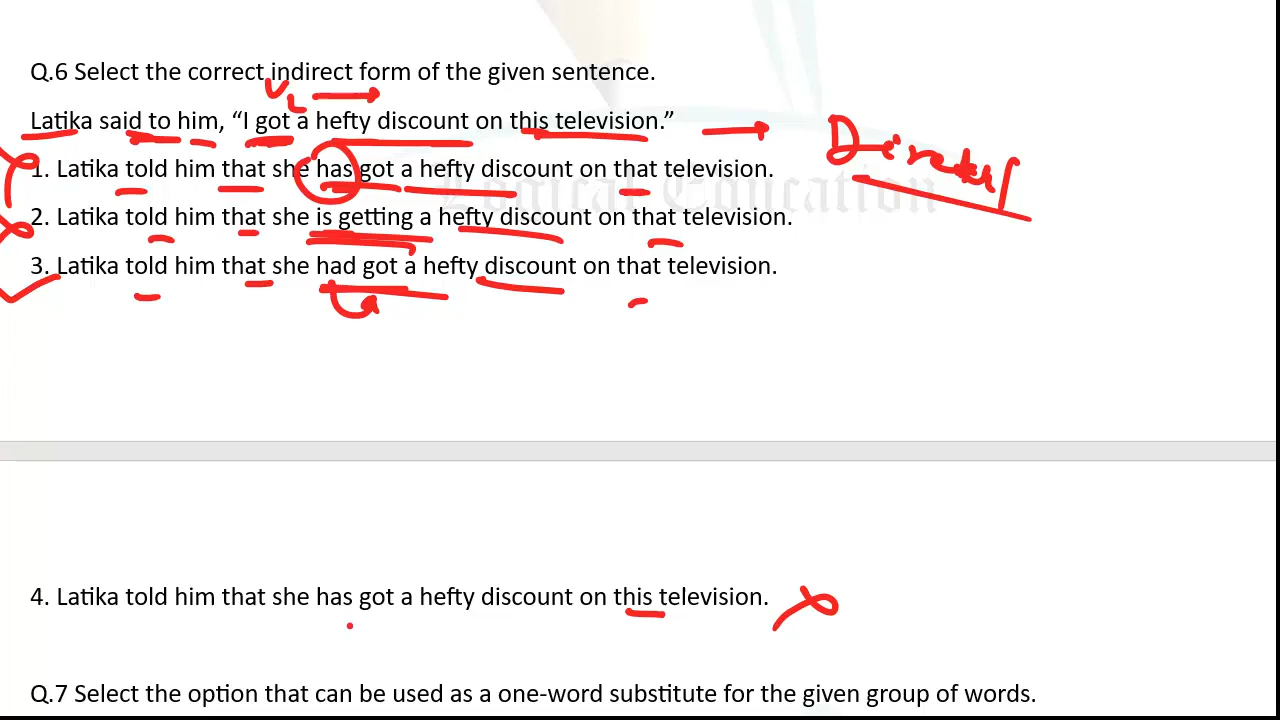 Q.6 Select the correct indirect form of the given sentence.
V2
Latika said to him, “I got a hefty discount on this television.”
Direct
1. Latika told him that she has got a hefty discount on that television.
Logical Education
2. Latika told him that she is getting a hefty discount on that television.
3. Latika told him that she had got a hefty discount on that television.
4. Latika told him that she has got a hefty discount on this television.
Q.7 Select the option that can be used as a one-word substitute for the given group of words.